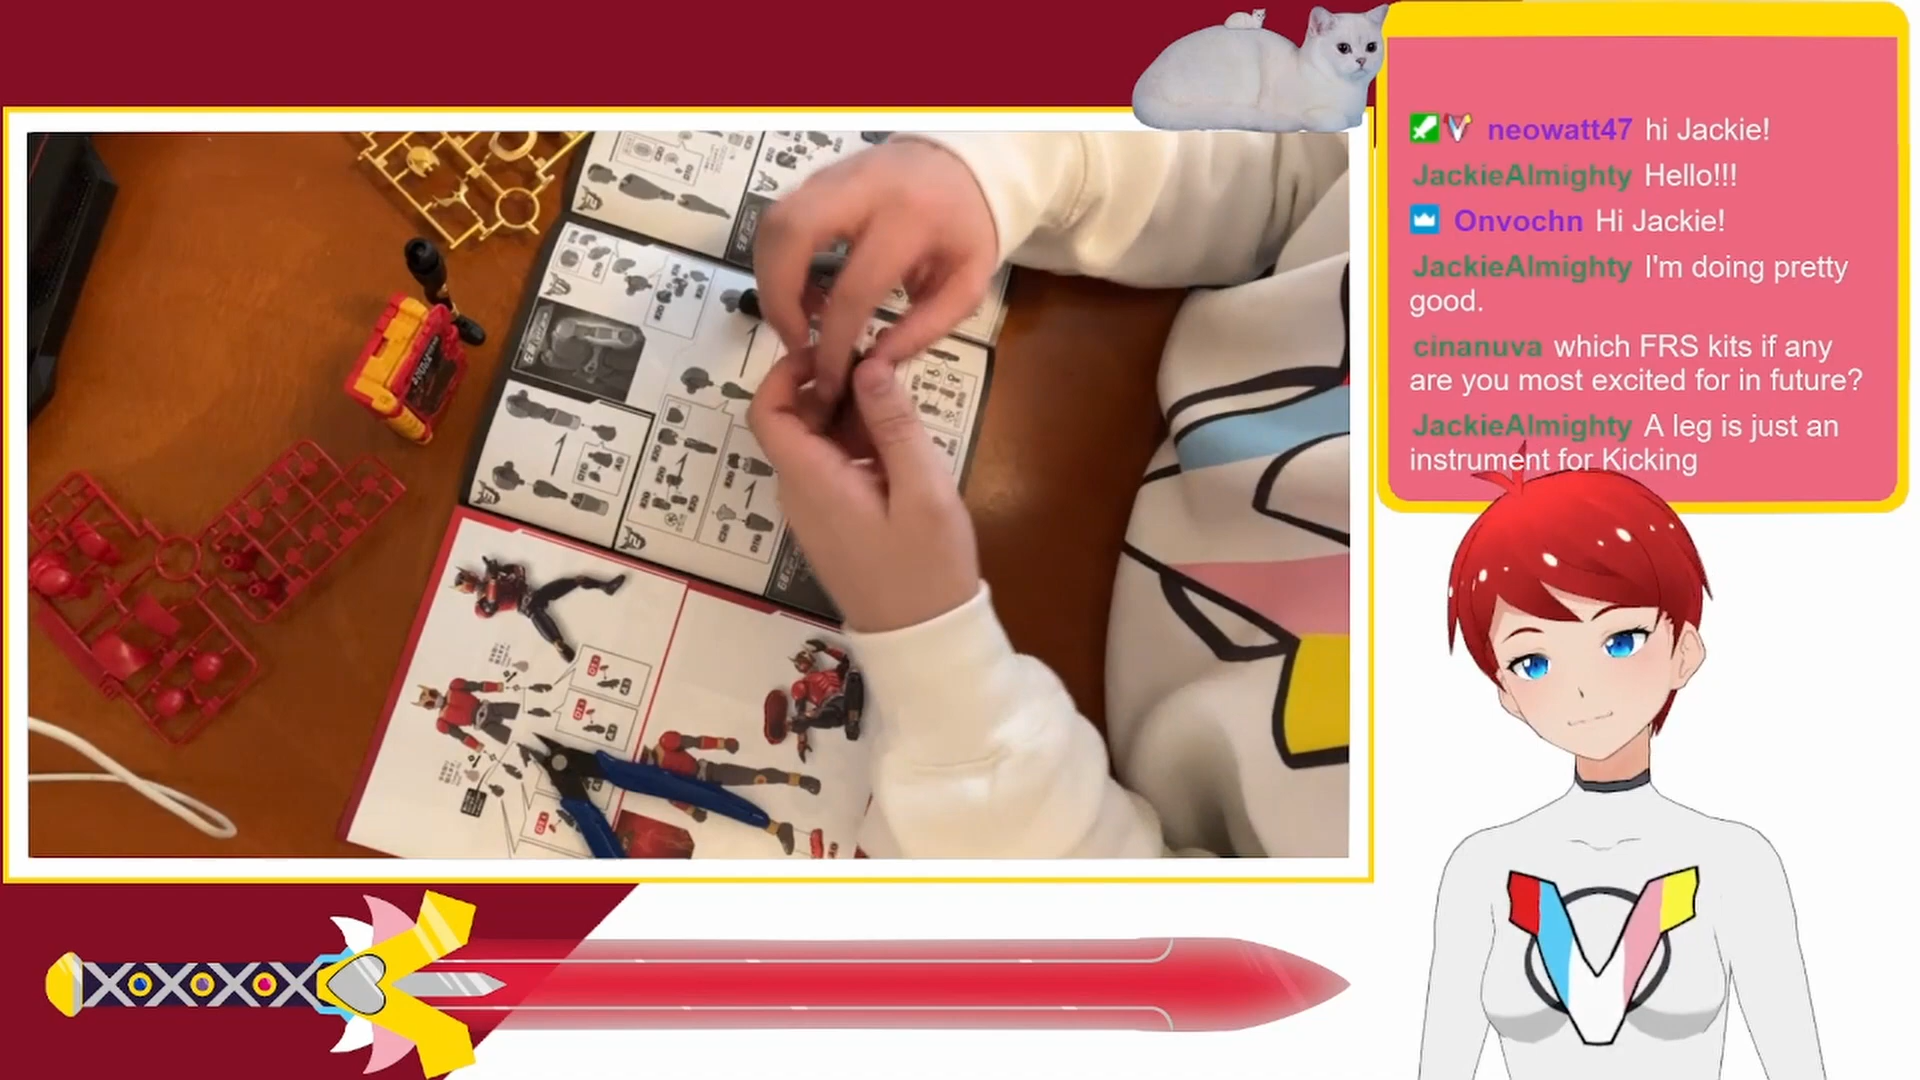 neowatt47 hi Jackie!
JackieAlmighty Hello!!!
Onvochn Hi Jackie!
JackieAlmighty I'm doing pretty
good.
cinanuva which FRS kits if any
are you most excited for in future?
JackieAlmighty A leg is just an
instrument for Kicking